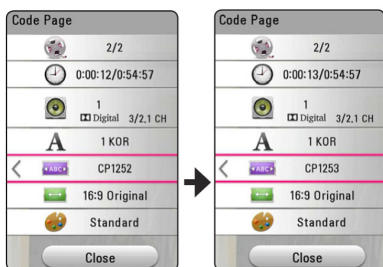 Code Page
2/2
0:00:12/0:54:57
1
Digital 3/2.1 CH
A 1 KOR
ABC CP1252
16:9 Original
Standard
Close
Code Page
2/2
0:00:13/0:54:57
1
Digital 3/2.1 CH
A 1 KOR
ABC CP1253
16:9 Original
Standard
Close